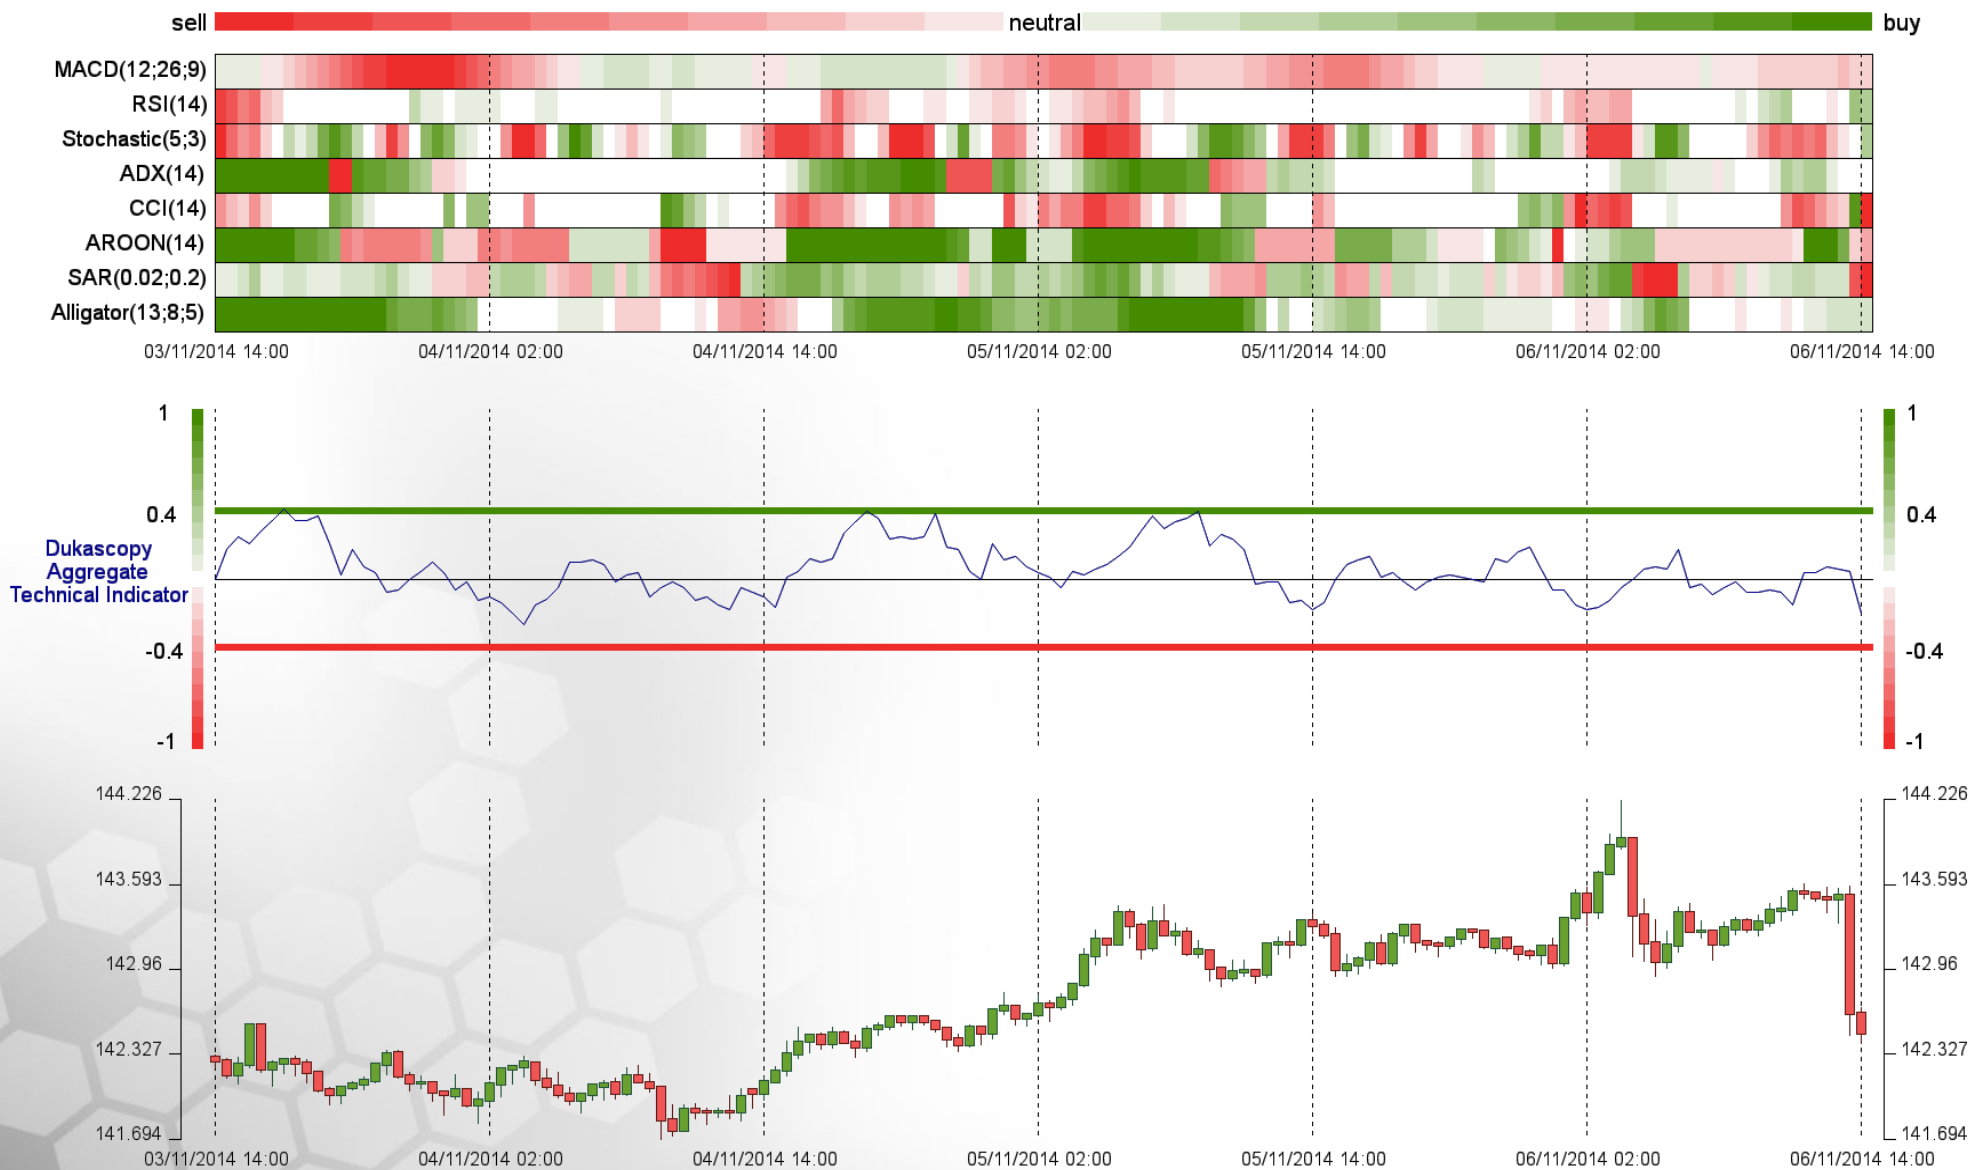 sell neutral buy
MACD(12;26;9)
RSI(14)
Stochastic(5;3)
ADX(14)
CCI(14)
AROON(14)
SAR(0.02;0.2)
Alligator(13;8;5)
03/11/2014 14:00 04/11/2014 02:00 04/11/2014 14:00 05/11/2014 02:00 05/11/2014 14:00 06/11/2014 02:00 06/11/2014 14:00
1 1
0.4 0.4
Dukascopy
Aggregate
Technical Indicator
-0.4 -0.4
-1 -1
144.226 144.226
143.593 143.593
142.96 142.96
142.327 142.327
141.694 141.694
03/11/2014 14:00 04/11/2014 02:00 04/11/2014 14:00 05/11/2014 02:00 05/11/2014 14:00 06/11/2014 02:00 06/11/2014 14:00